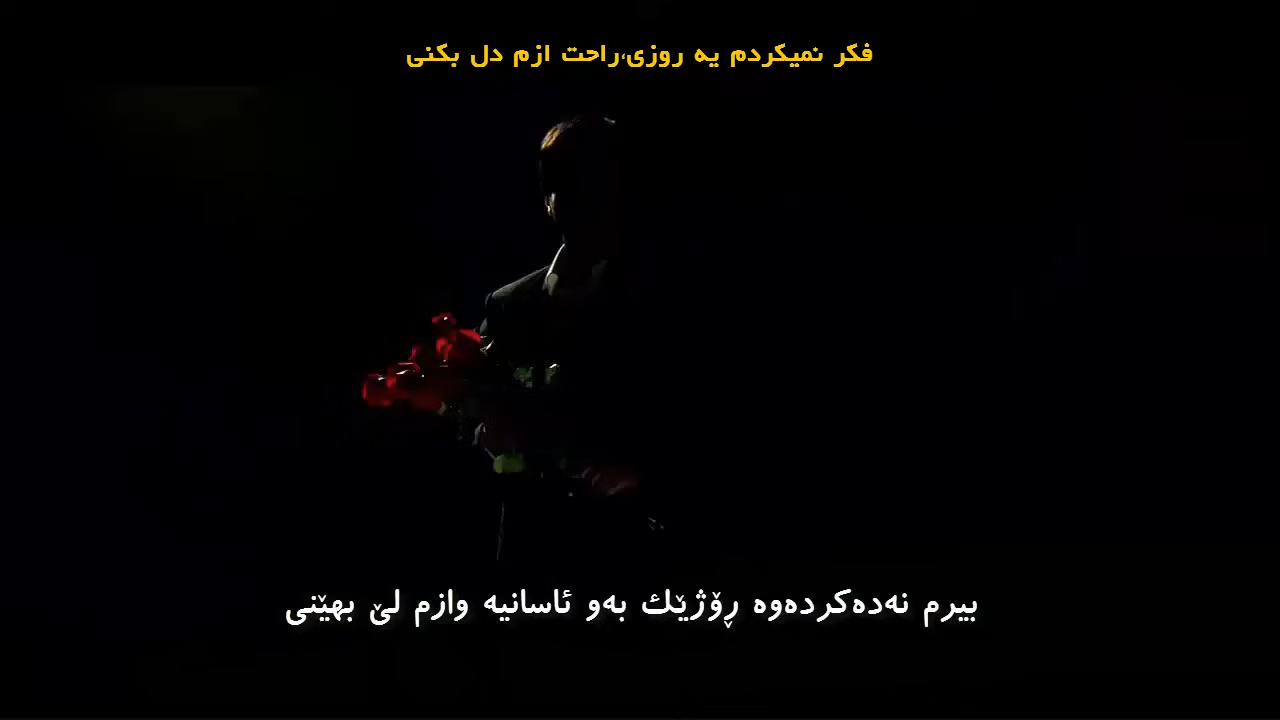 فکر نمیکردم یه روزی،راحت ازم دل بکنی
بیرم نەدەکردەوە ڕۆژێك بەو ئاسانیە وازم لێ بهێنی